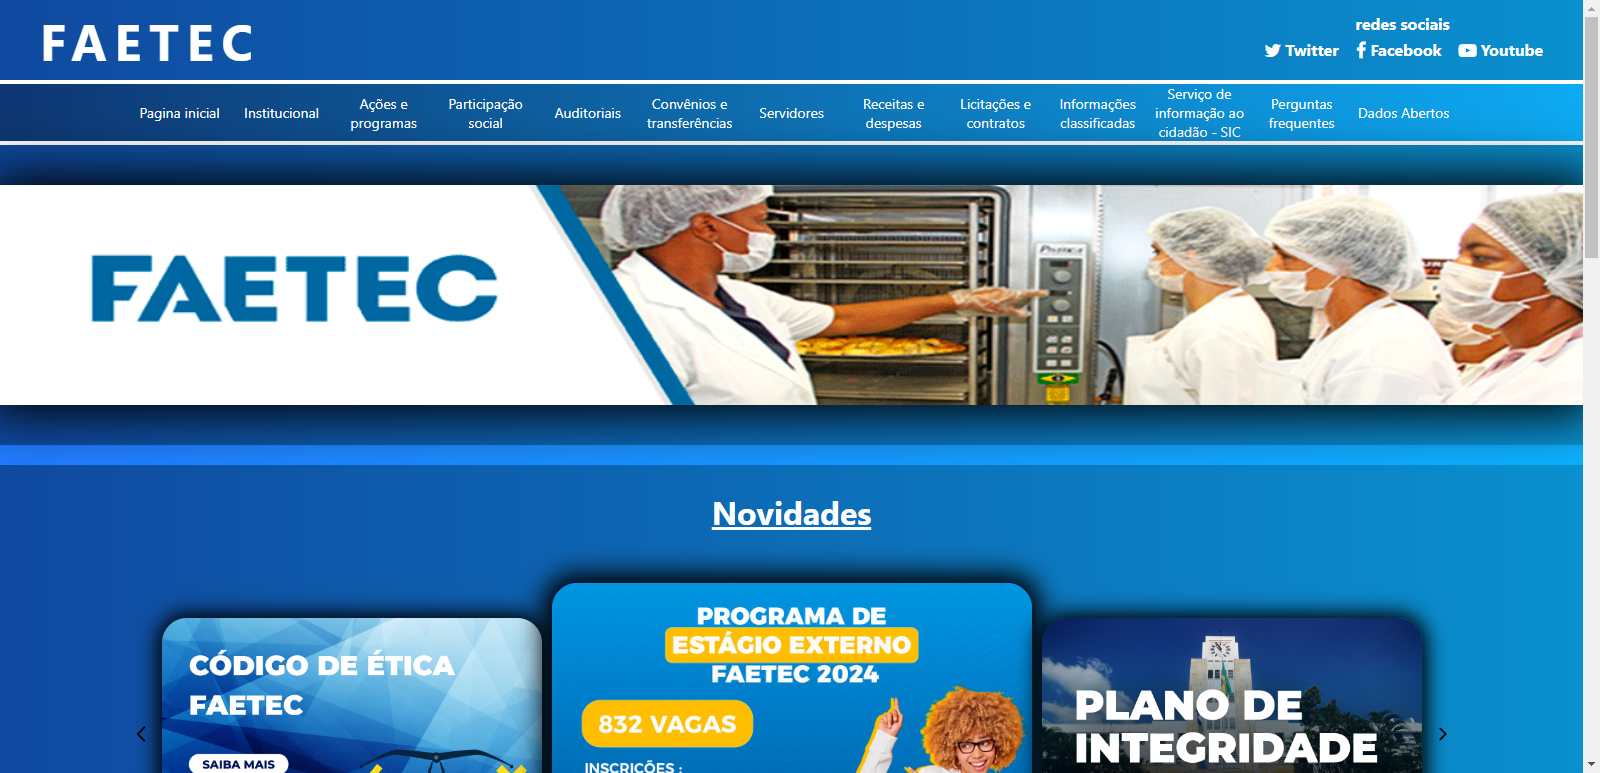 FAETEC
redes sociais
Twitter Facebook Youtube
Pagina inicial
Institucional
Ações e
programas
Participação
social
Auditoriais
Convênios e
transferências
Servidores
Receitas e
despesas
Licitações e
contratos
Informações
classificadas
Serviço de
informação ao
cidadão - SIC
Perguntas
frequentes
Dados Abertos
FAETEC
Novidades
CÓDIGO DE ÉTICA
FAETEC
SAIBA MAIS
PROGRAMA DE
ESTÁGIO EXTERNO
FAETEC 2024
832 VAGAS
INSCRIÇÕES :
PLANO DE
INTEGRIDADE